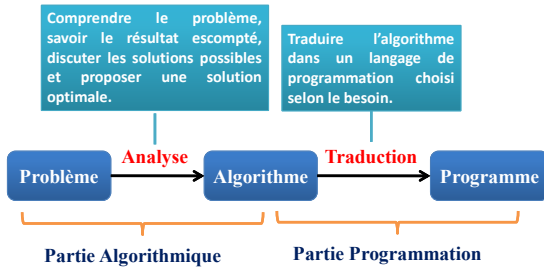 Comprendre le problème,
savoir le résultat escompté,
discuter les solutions possibles
et proposer une solution
optimale.
Traduire l'algorithme
dans un langage de
programmation choisi
selon le besoin.
Problème
Analyse
Algorithme
Traduction
Programme
Partie Algorithmique
Partie Programmation